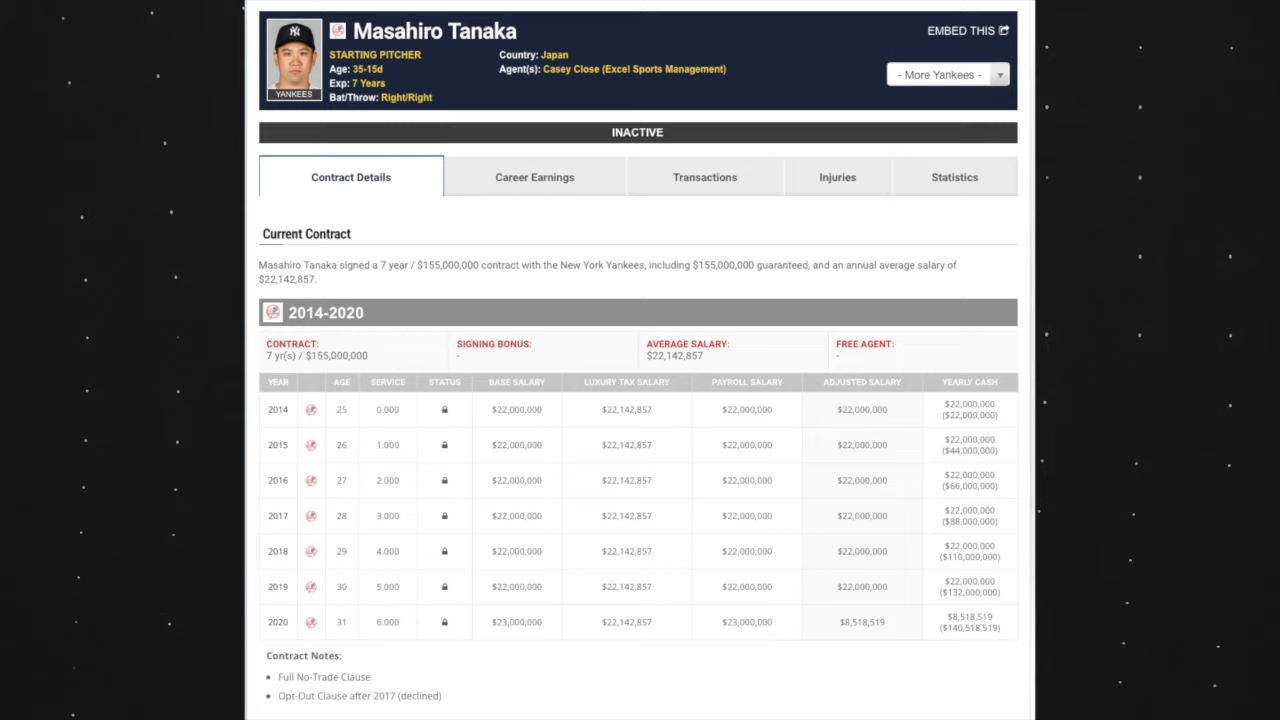 Masahiro Tanaka
EMBED THIS
STARTING PITCHER
Country: Japan
Age: 35-15d
Agent(s): Casey Close (Excel Sports Management)
- More Yankees -
Exp: 7 Years
YANKEES
Bat/Throw: Right/Right
INACTIVE
Contract Details Career Earnings Transactions Injuries Statistics
Current Contract
Masahiro Tanaka signed a 7 year / $155,000,000 contract with the New York Yankees, including $155,000,000 guaranteed, and an annual average salary of
$22,142,857.
2014-2020
CONTRACT: SIGNING BONUS: AVERAGE SALARY: FREE AGENT:
7 yr(s) / $155,000,000 - $22,142,857 -
YEAR AGE SERVICE STATUS BASE SALARY LUXURY TAX SALARY PAYROLL SALARY ADJUSTED SALARY YEARLY CASH
2014 25 0.000 $22,000,000 $22,142,857 $22,000,000 $22,000,000 $22,000,000
($22,000,000)
2015 26 1.000 $22,000,000 $22,142,857 $22,000,000 $22,000,000 $22,000,000
($44,000,000)
2016 27 2.000 $22,000,000 $22,142,857 $22,000,000 $22,000,000 $22,000,000
($66,000,000)
2017 28 3.000 $22,000,000 $22,142,857 $22,000,000 $22,000,000 $22,000,000
($88,000,000)
2018 29 4.000 $22,000,000 $22,142,857 $22,000,000 $22,000,000 $22,000,000
($110,000,000)
2019 30 5.000 $22,000,000 $22,142,857 $22,000,000 $22,000,000 $22,000,000
($132,000,000)
2020 31 6.000 $23,000,000 $22,142,857 $23,000,000 $8,518,519 $8,518,519
($140,518,519)
Contract Notes:
Full No-Trade Clause
Opt-Out Clause after 2017 (declined)